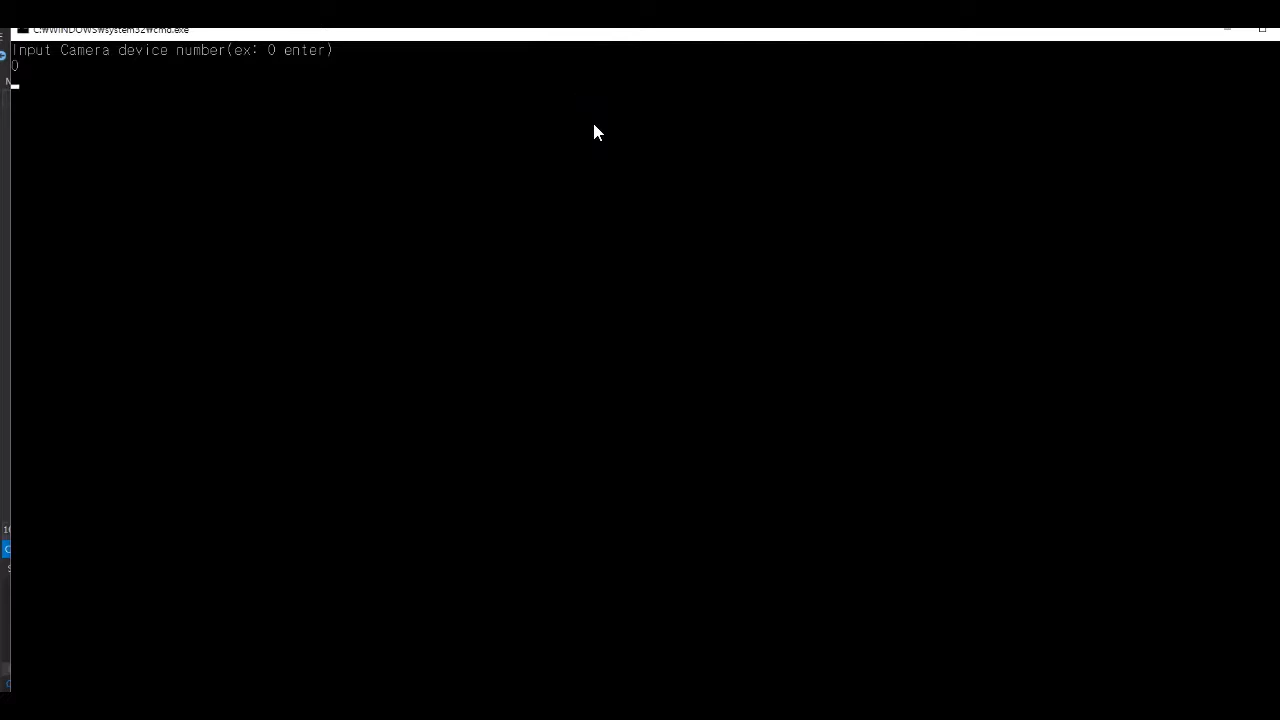 C:₩WINDOWS₩system32₩cmd.exe
Input Camera device number(ex: 0 enter)
0